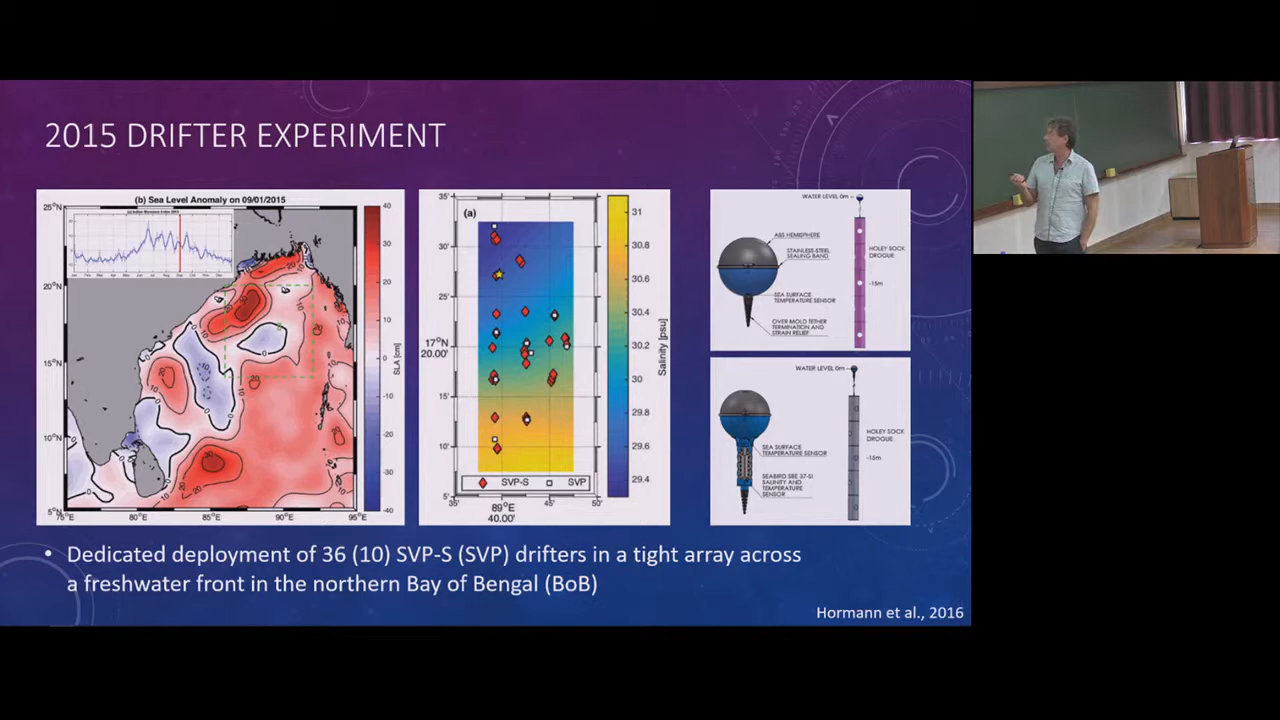 2015 DRIFTER EXPERIMENT
(b) Sea Level Anomaly on 09/01/2015
25°N
20°N
15°N
10°N
5°N
75°E
80°E
85°E
90°E
95°E
40
30
20
10
0
-10
-20
-30
-40
SLA [cm]
(a)
35'
30'
25'
17°N
20.00'
15'
10'
5'
35'
89°E
40.00'
45'
50'
SVP-S
SVP
31
30.8
30.6
30.4
30.2
30
29.8
29.6
29.4
Salinity [psu]
WATER LEVEL 0m
ABS HEMISPHERE
STAINLESS-STEEL
SEALING BAND
HOLEY SOCK
DROGUE
~15m
SEA SURFACE
TEMPERATURE SENSOR
OVER MOLD TETHER
TERMINATION AND
STRAIN RELIEF
WATER LEVEL 0m
HOLEY SOCK
DROGUE
~15m
SEA SURFACE
TEMPERATURE SENSOR
SEABIRD SBE 37-SI
SALINITY AND
TEMPERATURE
SENSOR
• Dedicated deployment of 36 (10) SVP-S (SVP) drifters in a tight array across
a freshwater front in the northern Bay of Bengal (BoB)
Hormann et al., 2016